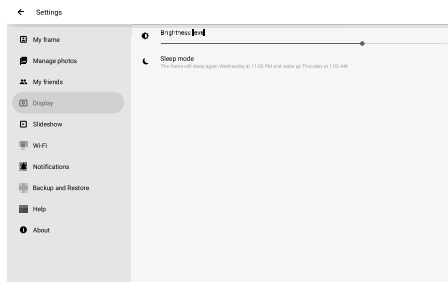 Settings
My frame
Manage photos
My friends
Display
Slideshow
Wi-Fi
Notifications
Backup and Restore
Help
About
Brightness level
Sleep mode
The frame will sleep again Wednesday at 11:00 PM and wake up Thursday at 1:00 AM